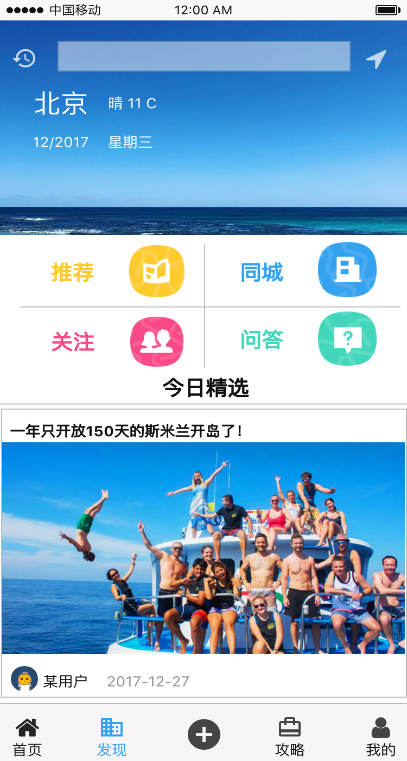 中国移动 12:00 AM
北京 晴 11 C
12/2017 星期三
推荐 同城
关注 问答
今日精选
一年只开放150天的斯米兰开岛了！
某用户 2017-12-27
首页 发现 攻略 我的